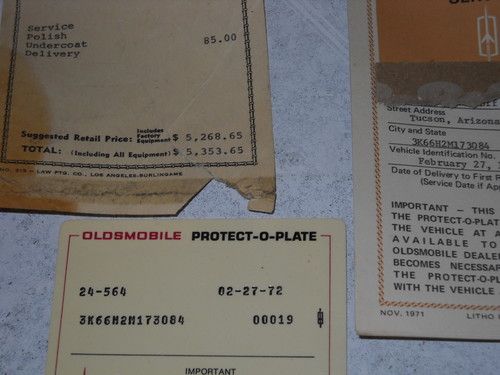 Service
Polish
Undercoat
Delivery
85.00
Suggested Retail Price: Includes Factory Equipment $ 5,268.65
TOTAL: (Including All Equipment) $ 5,353.65
LAW PTG. CO., LOS ANGELES-BURLINGAME
OLDSMOBILE PROTECT-O-PLATE
24-564 02-27-72
3K66H2M173084 00019
IMPORTANT
Street Address
Tucson, Arizona
City and State
3K66H2M173084
Vehicle Identification No.
February 27,
Date of Delivery to First R
(Service Date if Ap
IMPORTANT — THIS
THE PROTECT-O-PLAT
THE VEHICLE AT A
AVAILABLE TO
OLDSMOBILE DEALE
BECOMES NECESSAR
THE PROTECT-O-PL
WITH THE VEHICLE
NOV. 1971 LITHO